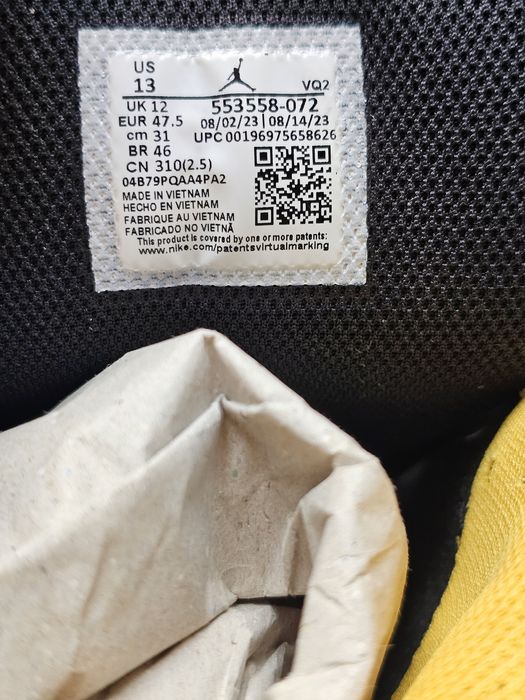 US
13
VQ2
UK 12
553558-072
EUR 47.5
08/02/23 | 08/14/23
cm 31
UPC 00196975658626
BR 46
CN 310(2.5)
04B79PQAA4PA2
MADE IN VIETNAM
HECHO EN VIETNAM
FABRIQUE AU VIETNAM
FABRICADO NO VIETNÃ
This product is covered by one or more patents:
www.nike.com/patentsvirtualmarking